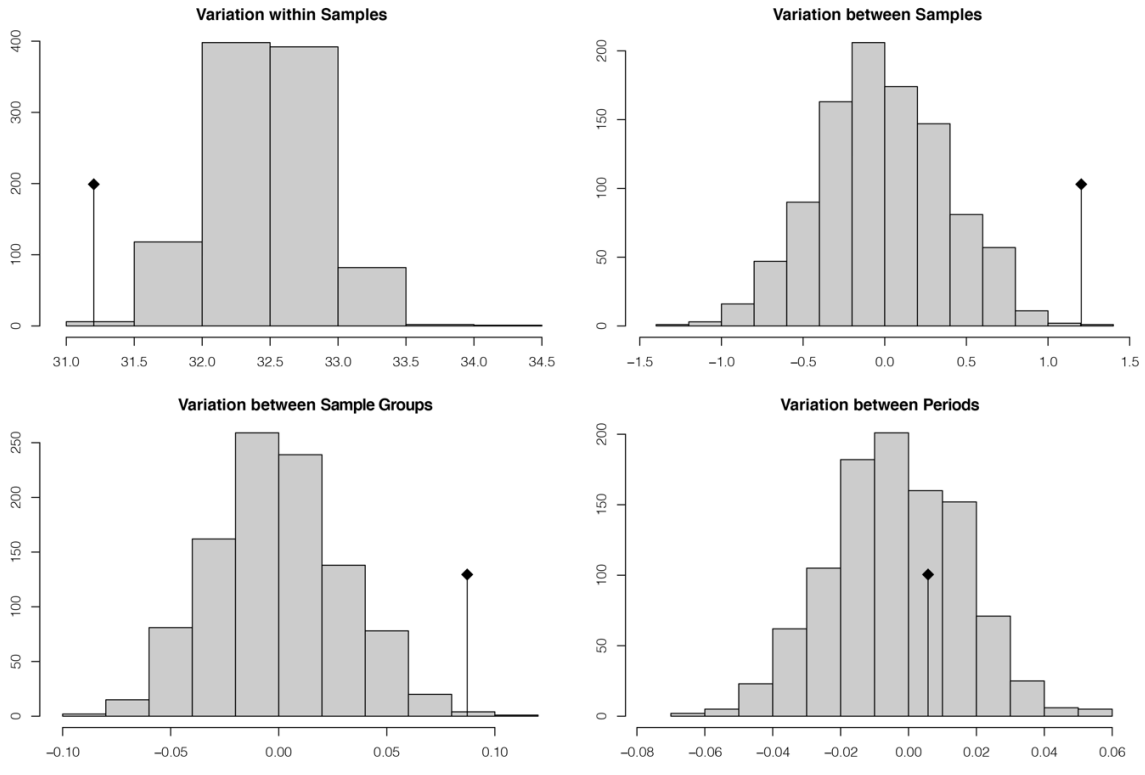 Variation within Samples
400
300
200
100
0
31.0 31.5 32.0 32.5 33.0 33.5 34.0 34.5
Variation between Samples
200
150
100
50
0
−1.5 −1.0 −0.5 0.0 0.5 1.0 1.5
Variation between Sample Groups
250
200
150
100
50
0
−0.10 −0.05 0.00 0.05 0.10
Variation between Periods
200
150
100
50
0
−0.08 −0.06 −0.04 −0.02 0.00 0.02 0.04 0.06